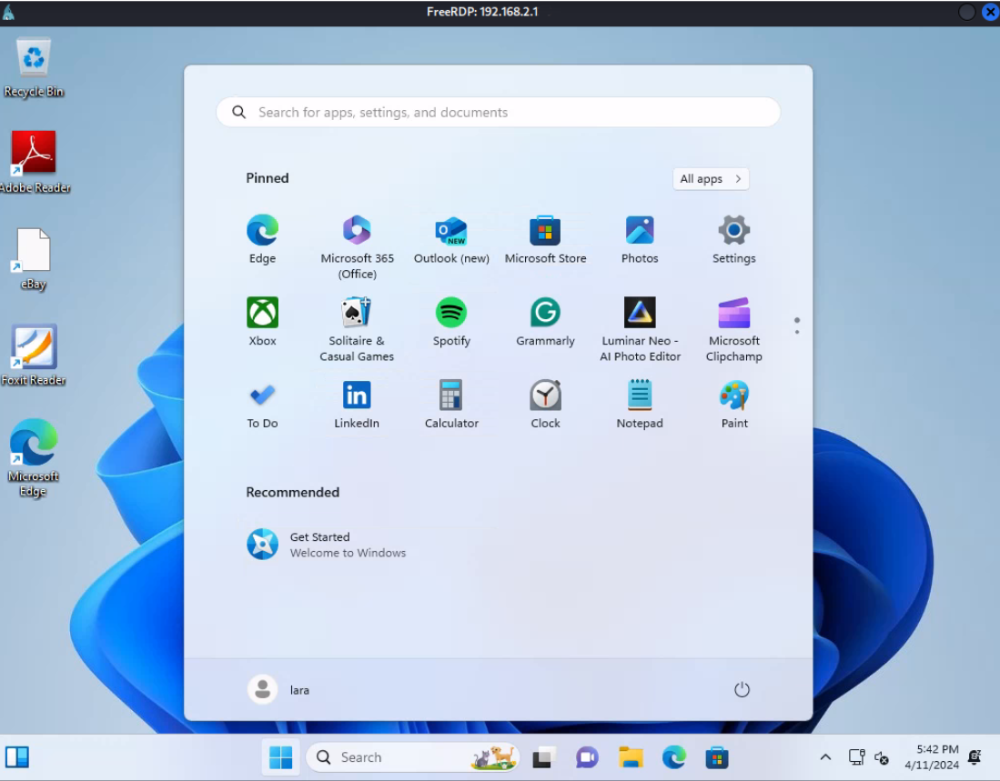 FreeRDP: 192.168.2.1
Recycle Bin
Adobe Reader
eBay
Foxit Reader
Microsoft
Edge
Search for apps, settings, and documents
Pinned
All apps
Edge
Microsoft 365
(Office)
Outlook (new)
NEW
Microsoft Store
Photos
Settings
Xbox
Solitaire &
Casual Games
Spotify
Grammarly
Luminar Neo -
AI Photo Editor
Microsoft
Clipchamp
To Do
LinkedIn
Calculator
Clock
Notepad
Paint
Recommended
Get Started
Welcome to Windows
lara
Search
5:42 PM
4/11/2024